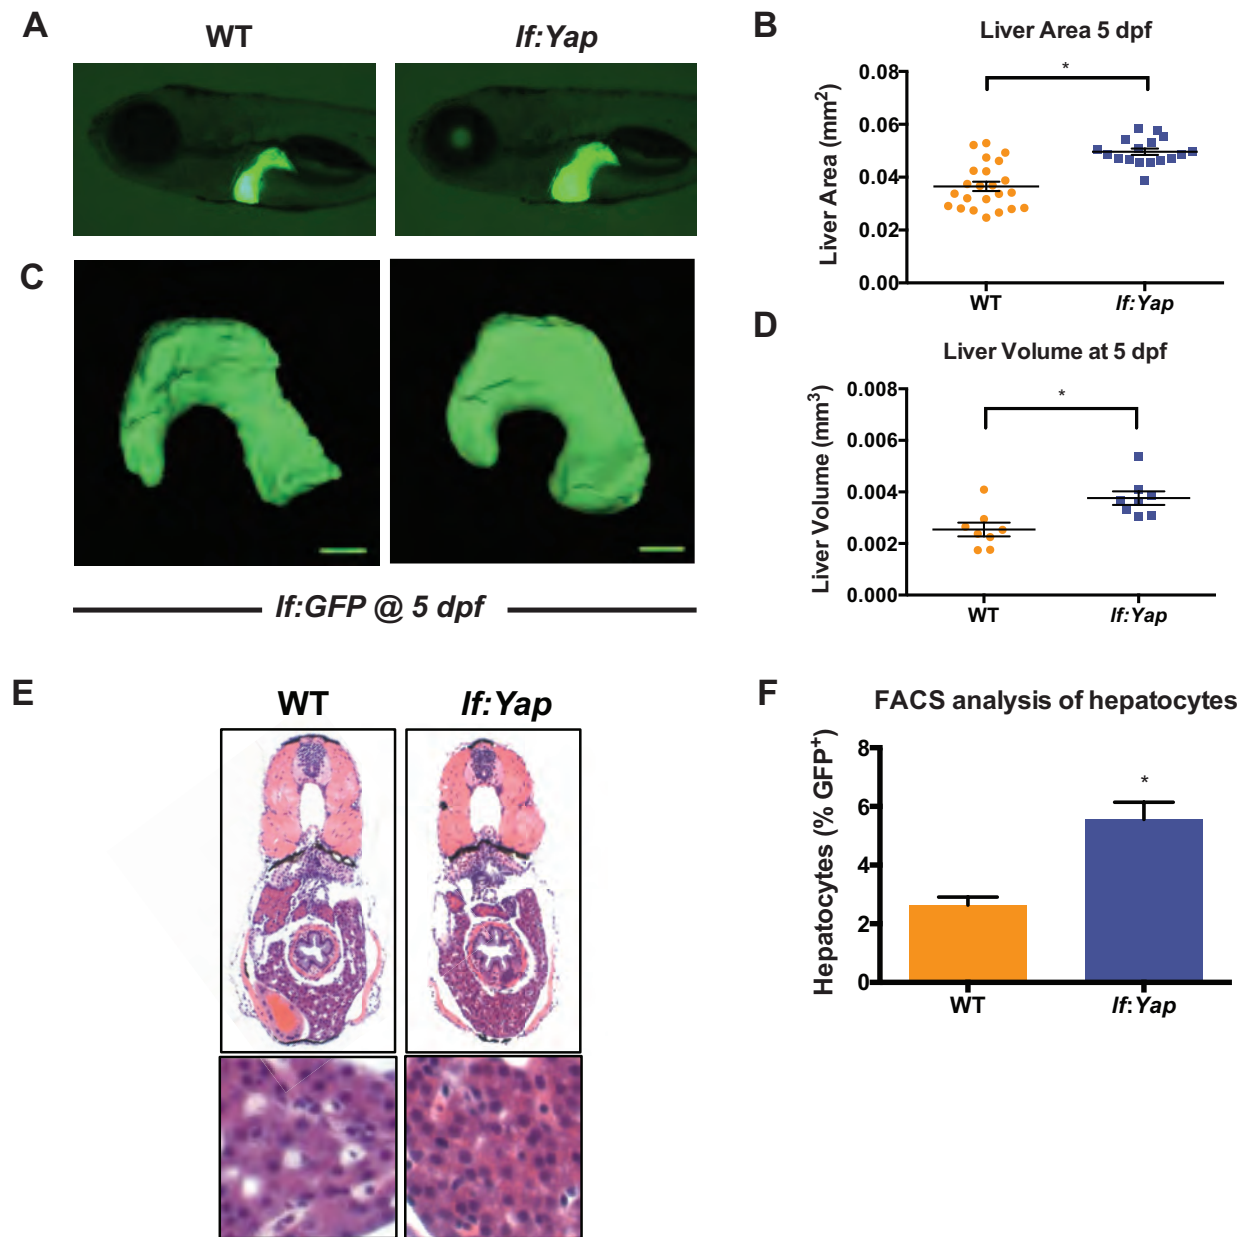 A
WT
lf:Yap
B
Liver Area 5 dpf
*
0.08
0.06
0.04
0.02
0.00
Liver Area (mm²)
WT
lf:Yap
C
lf:GFP @ 5 dpf
D
Liver Volume at 5 dpf
*
0.008
0.006
0.004
0.002
0.000
Liver Volume (mm³)
WT
lf:Yap
E
WT
lf:Yap
F
FACS analysis of hepatocytes
*
8
6
4
2
0
Hepatocytes (% GFP⁺)
WT
lf:Yap